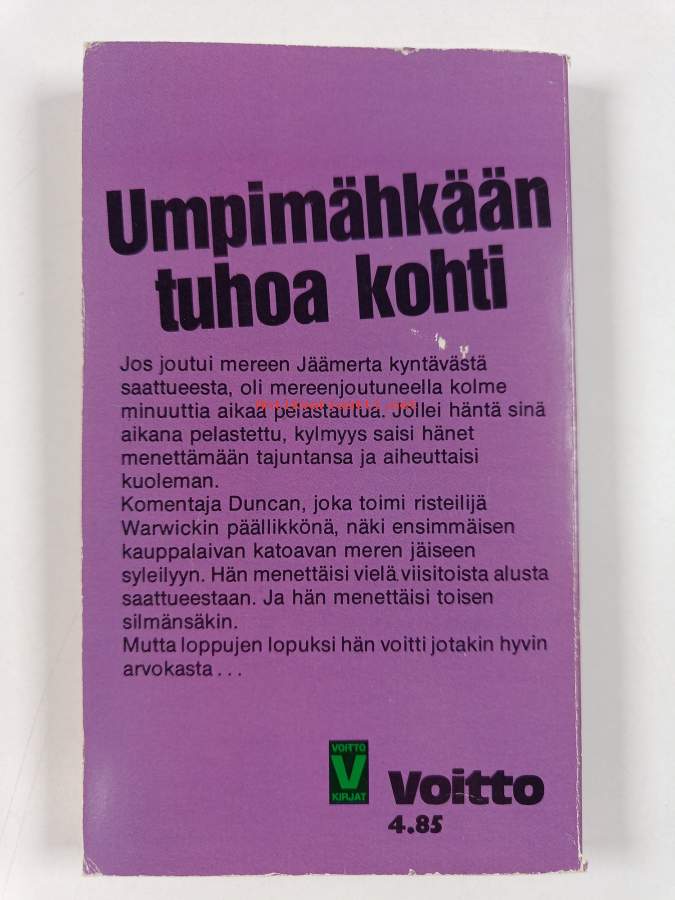 Umpimähkään
tuhoa kohti
Jos joutui mereen Jäämerta kyntävästä
saattueesta, oli mereenjoutuneella kolme
minuuttia aikaa pelastautua. Jollei häntä sinä
aikana pelastettu, kylmyys saisi hänet
menettämään tajuntansa ja aiheuttaisi
kuoleman.
Komentaja Duncan, joka toimi risteilijä
Warwickin päällikkönä, näki ensimmäisen
kauppalaivan katoavan meren jäiseen
syleilyyn. Hän menettäisi vielä viisitoista alusta
saattueestaan. Ja hän menettäisi toisen
silmänsäkin.
Mutta loppujen lopuksi hän voitti jotakin hyvin
arvokasta...
VOITTO
V
KIRJAT
Voitto
4.85